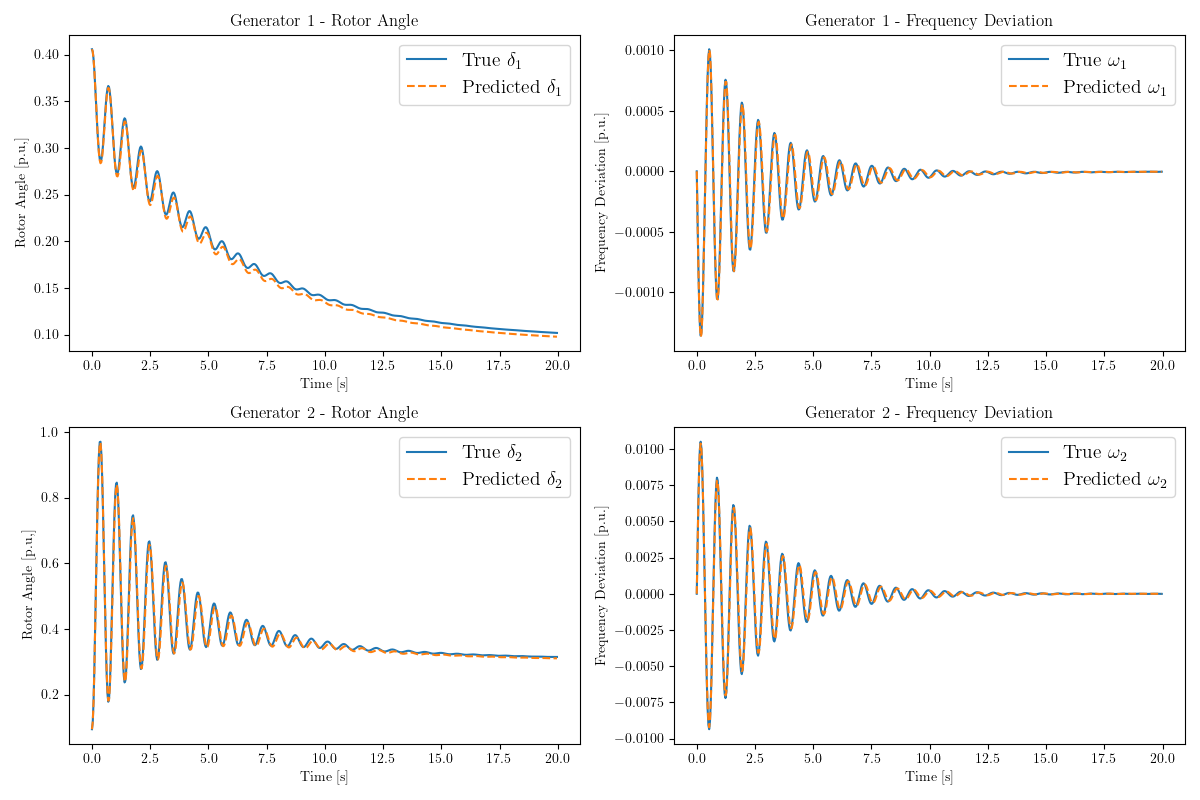 Generator 1 - Rotor Angle
0.40
0.35
0.30
0.25
0.20
0.15
0.10
Rotor Angle [p.u,]
True δ₁
Predicted δ₁
0.0 2.5 5.0 7.5 10.0 12.5 15.0 17.5 20.0
Time [s]
Generator 1 - Frequency Deviation
0.0010
0.0005
0.0000
−0.0005
−0.0010
Frequency Deviation [p.u.]
True ω₁
Predicted ω₁
0.0 2.5 5.0 7.5 10.0 12.5 15.0 17.5 20.0
Time [s]
Generator 2 - Rotor Angle
1.0
0.8
0.6
0.4
0.2
Rotor Angle [p.u,]
True δ₂
Predicted δ₂
0.0 2.5 5.0 7.5 10.0 12.5 15.0 17.5 20.0
Time [s]
Generator 2 - Frequency Deviation
0.0100
0.0075
0.0050
0.0025
0.0000
−0.0025
−0.0050
−0.0075
−0.0100
Frequency Deviation [p.u.]
True ω₂
Predicted ω₂
0.0 2.5 5.0 7.5 10.0 12.5 15.0 17.5 20.0
Time [s]